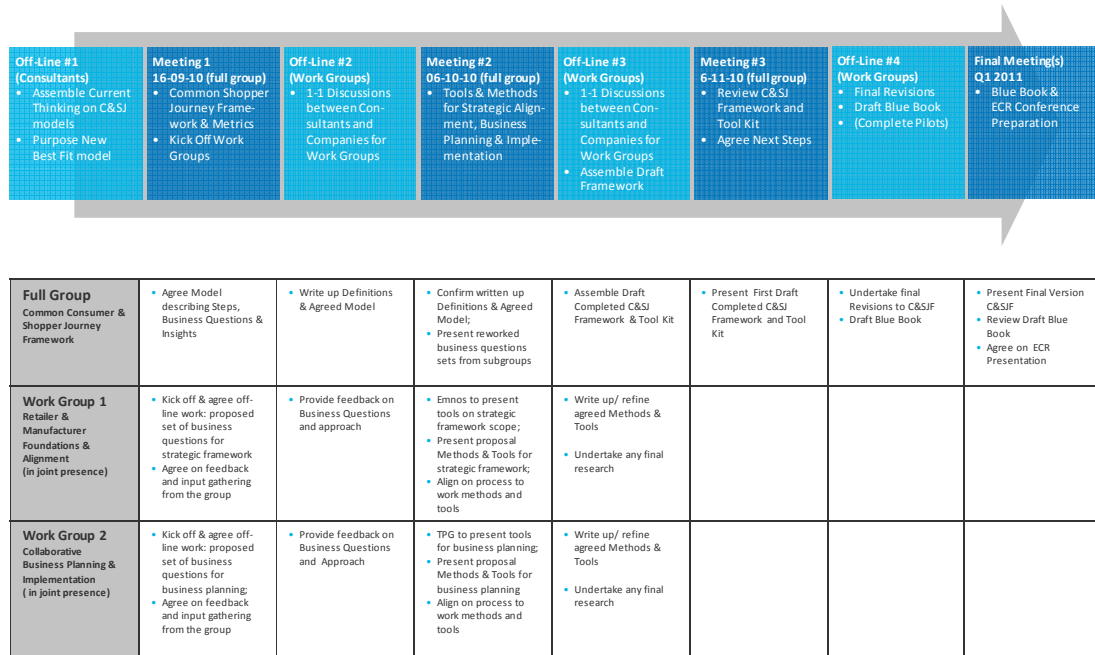 Off-Line #1
(Consultants)
• Assemble Current
Thinking on C&SJ
models
• Purpose New
Best Fit model
Meeting 1
16-09-10 (full group)
• Common Shopper
Journey Frame-
work & Metrics
• Kick Off Work
Groups
Off-Line #2
(Work Groups)
• 1-1 Discussions
between Con-
sultants and
Companies for
Work Groups
Meeting #2
06-10-10 (full group)
• Tools & Methods
for Strategic Align-
ment, Business
Planning & Imple-
mentation
Off-Line #3
(Work Groups)
• 1-1 Discussions
between Con-
sultants and
Companies for
Work Groups
• Assemble Draft
Framework
Meeting #3
6-11-10 (full group)
• Review C&SJ
Framework and
Tool Kit
• Agree Next Steps
Off-Line #4
(Work Groups)
• Final Revisions
• Draft Blue Book
• (Complete Pilots)
Final Meeting(s)
Q1 2011
• Blue Book &
ECR Conference
Preparation
Full Group
Common Consumer &
Shopper Journey
Framework
• Agree Model
describing Steps,
Business Questions &
Insights
• Write up Definitions
& Agreed Model
• Confirm written up
Definitions & Agreed
Model;
• Present reworked
business questions
sets from subgroups
• Assemble Draft
Completed C&SJ
Framework & Tool Kit
• Present First Draft
Completed C&SJ
Framework and Tool
Kit
• Undertake final
Revisions to C&SJF
• Draft Blue Book
• Present Final Version
C&SJF
• Review Draft Blue
Book
• Agree on ECR
Presentation
Work Group 1
Retailer &
Manufacturer
Foundations &
Alignment
(in joint presence)
• Kick off & agree off-
line work: proposed
set of business
questions for
strategic framework
• Agree on feedback
and input gathering
from the group
• Provide feedback on
Business Questions
and approach
• Emnos to present
tools on strategic
framework scope;
• Present proposal
Methods & Tools for
strategic framework;
• Align on process to
work methods and
tools
• Write up/ refine
agreed Methods &
Tools
• Undertake any final
research
Work Group 2
Collaborative
Business Planning &
Implementation
( in joint presence)
• Kick off & agree off-
line work: proposed
set of business
questions for
business planning;
• Agree on feedback
and input gathering
from the group
• Provide feedback on
Business Questions
and Approach
• TPG to present tools
for business planning;
• Present proposal
Methods & Tools for
business planning
• Align on process to
work methods and
tools
• Write up/ refine
agreed Methods &
Tools
• Undertake any final
research